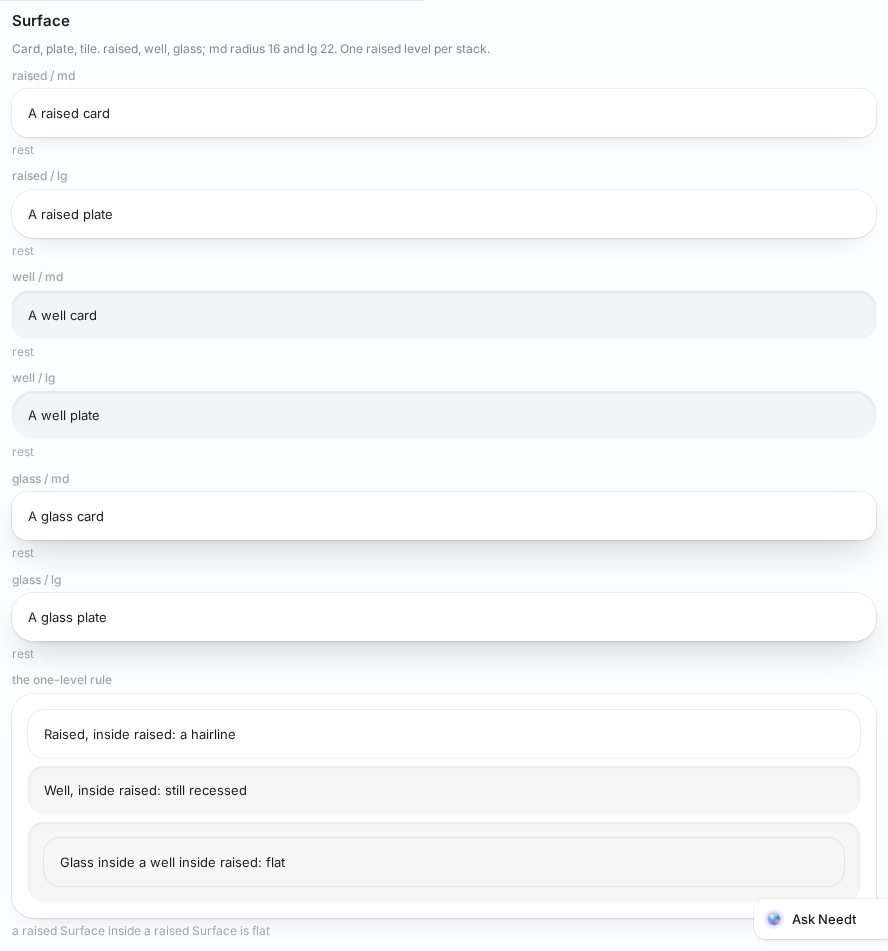 Surface
Card, plate, tile. raised, well, glass; md radius 16 and lg 22. One raised level per stack.
raised / md
A raised card
rest
raised / lg
A raised plate
rest
well / md
A well card
rest
well / lg
A well plate
rest
glass / md
A glass card
rest
glass / lg
A glass plate
rest
the one-level rule
Raised, inside raised: a hairline
Well, inside raised: still recessed
Glass inside a well inside raised: flat
Ask Needt
a raised Surface inside a raised Surface is flat